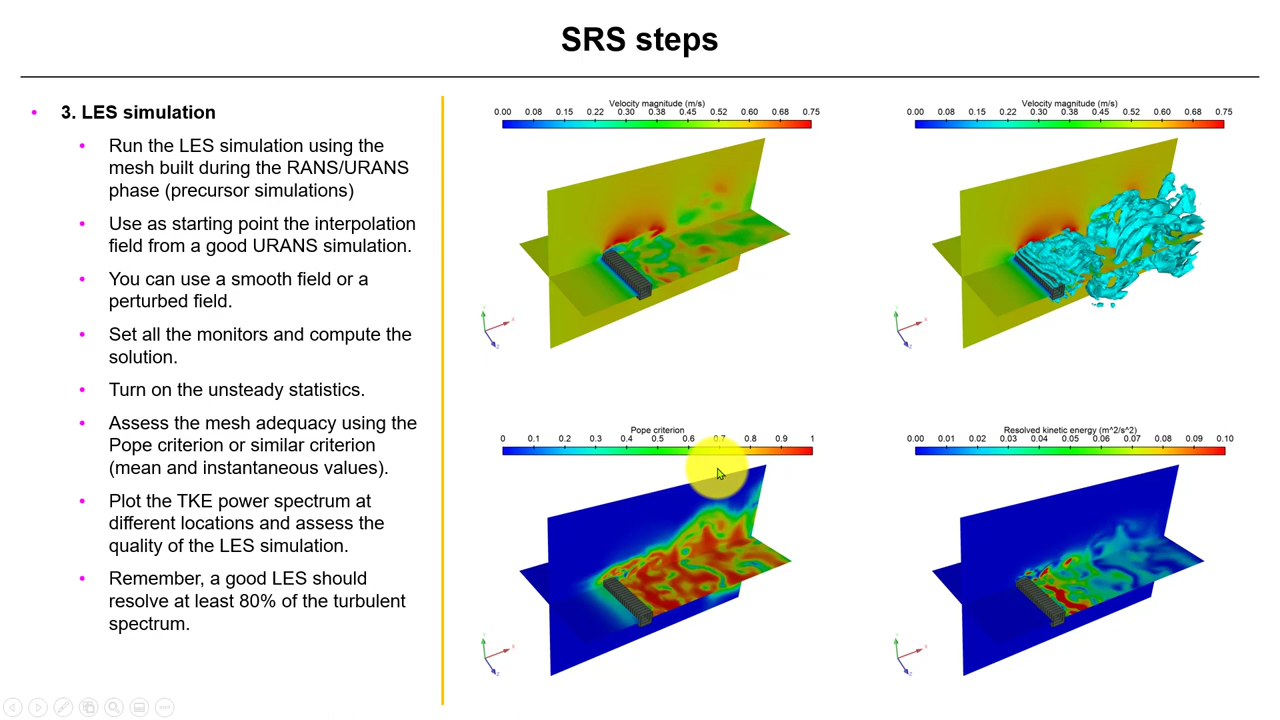 SRS steps
3. LES simulation
Run the LES simulation using the
mesh built during the RANS/URANS
phase (precursor simulations)
Use as starting point the interpolation
field from a good URANS simulation.
You can use a smooth field or a
perturbed field.
Set all the monitors and compute the
solution.
Turn on the unsteady statistics.
Assess the mesh adequacy using the
Pope criterion or similar criterion
(mean and instantaneous values).
Plot the TKE power spectrum at
different locations and assess the
quality of the LES simulation.
Remember, a good LES should
resolve at least 80% of the turbulent
spectrum.
Velocity magnitude (m/s)
0.00 0.08 0.15 0.22 0.30 0.38 0.45 0.52 0.60 0.68 0.75
Velocity magnitude (m/s)
0.00 0.08 0.15 0.22 0.30 0.38 0.45 0.52 0.60 0.68 0.75
Pope criterion
0 0.1 0.2 0.3 0.4 0.5 0.6 0.7 0.8 0.9 1
Resolved kinetic energy (m^2/s^2)
0.00 0.01 0.02 0.03 0.04 0.05 0.06 0.07 0.08 0.09 0.10